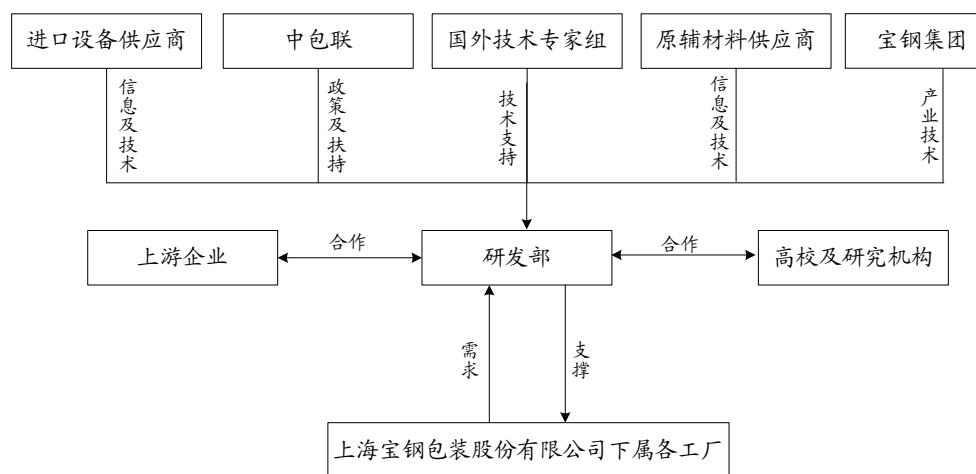 进口设备供应商
中包联
国外技术专家组
原辅材料供应商
宝钢集团
信息及技术
政策及扶持
技术支持
信息及技术
产业技术
上游企业
合作
研发部
合作
高校及研究机构
需求
支撑
上海宝钢包装股份有限公司下属各工厂